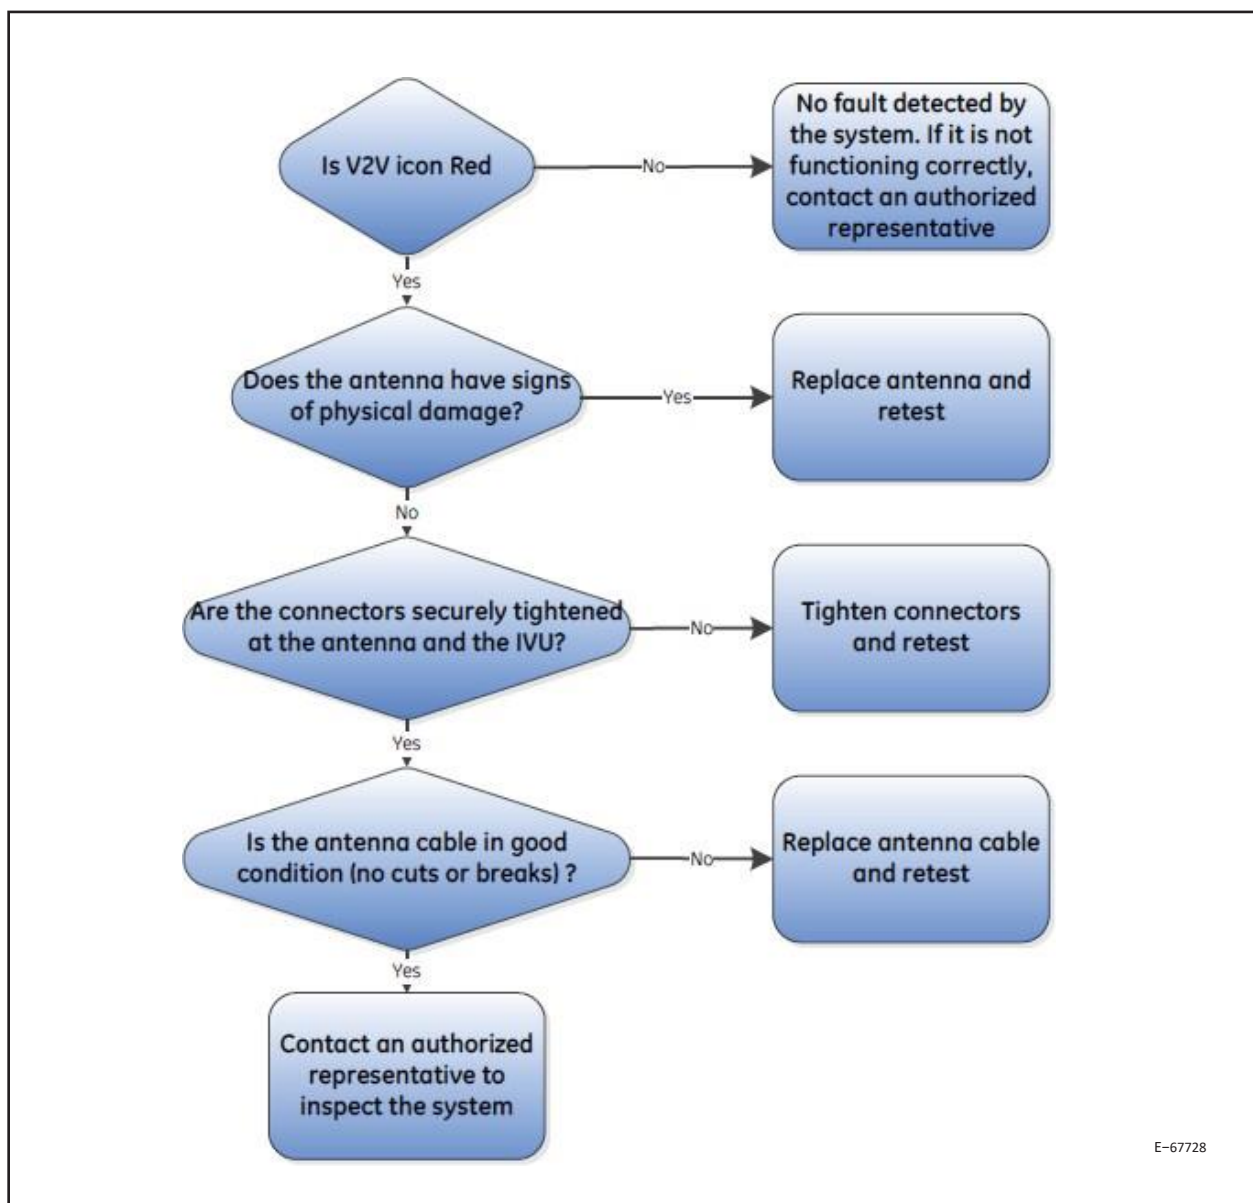 Is V2V icon Red
No
No fault detected by
the system. If it is not
functioning correctly,
contact an authorized
representative
Yes
Does the antenna have signs
of physical damage?
Yes
Replace antenna and
retest
No
Are the connectors securely tightened
at the antenna and the IVU?
No
Tighten connectors
and retest
Yes
Is the antenna cable in good
condition (no cuts or breaks) ?
No
Replace antenna cable
and retest
Yes
Contact an authorized
representative to
inspect the system
E-67728